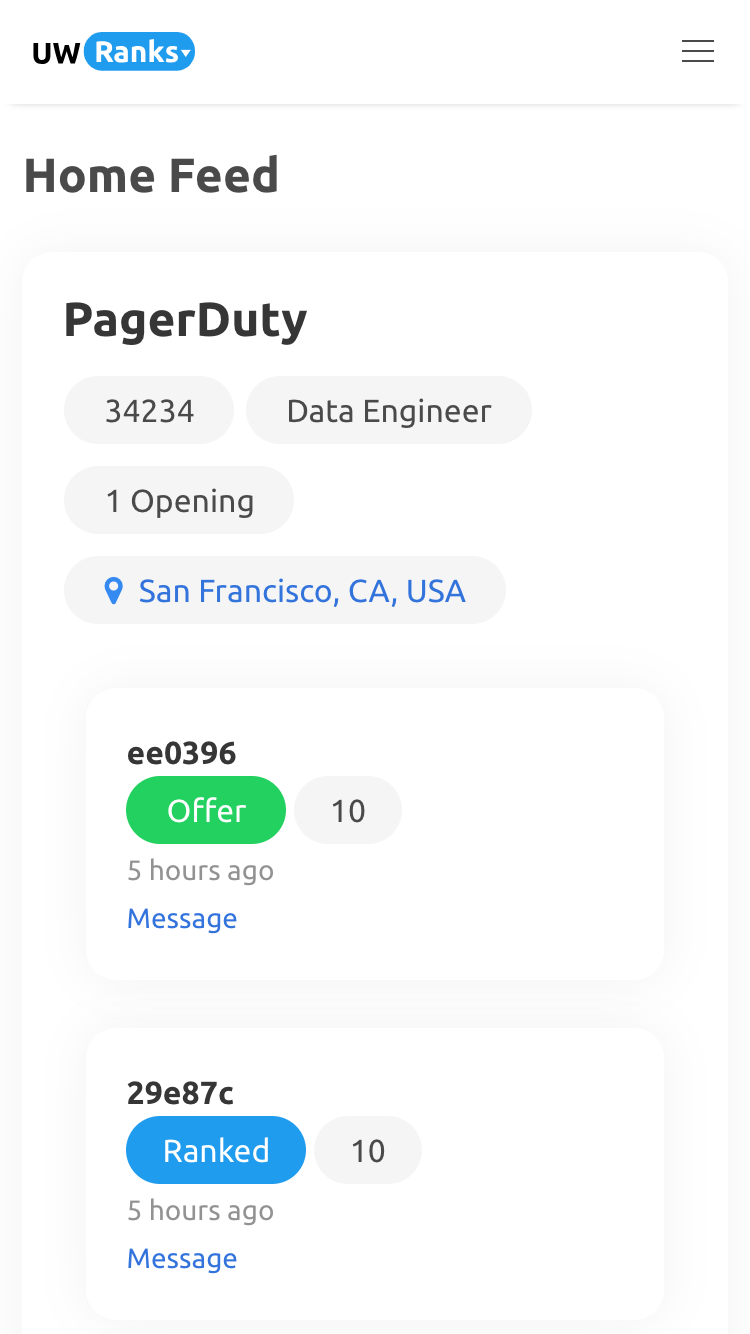 UW Ranks
Home Feed
PagerDuty
34234 Data Engineer
1 Opening
San Francisco, CA, USA
ee0396
Offer 10
5 hours ago
Message
29e87c
Ranked 10
5 hours ago
Message